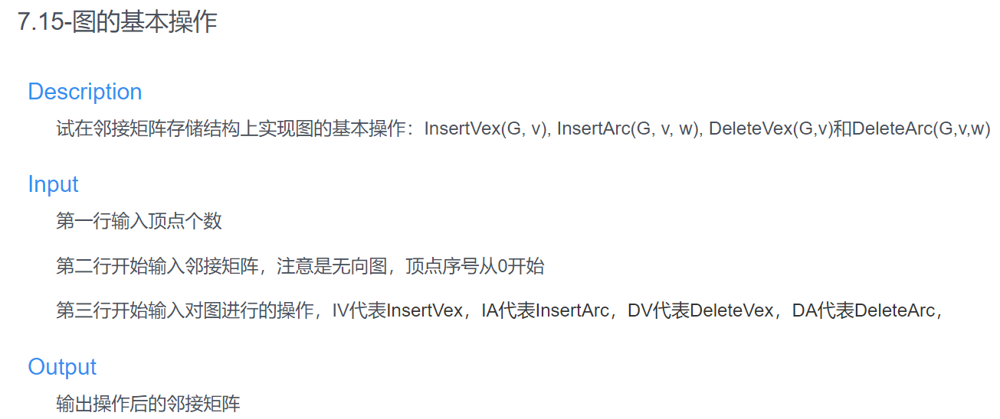 7.15-图的基本操作
Description
试在邻接矩阵存储结构上实现图的基本操作：InsertVex(G, v), InsertArc(G, v, w), DeleteVex(G,v)和DeleteArc(G,v,w)
Input
第一行输入顶点个数
第二行开始输入邻接矩阵，注意是无向图，顶点序号从0开始
第三行开始输入对图进行的操作，IV代表InsertVex，IA代表InsertArc，DV代表DeleteVex，DA代表DeleteArc，
Output
输出操作后的邻接矩阵